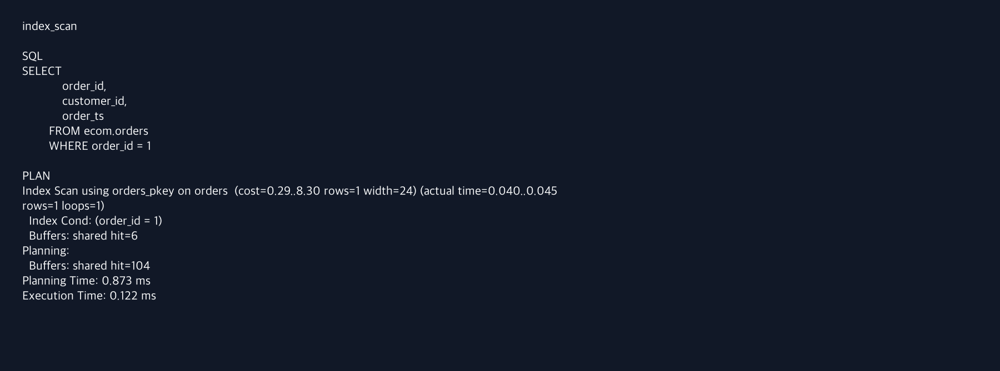 index_scan

SQL
SELECT
            order_id,
            customer_id,
            order_ts
        FROM ecom.orders
        WHERE order_id = 1

PLAN
Index Scan using orders_pkey on orders  (cost=0.29..8.30 rows=1 width=24) (actual time=0.040..0.045
rows=1 loops=1)
  Index Cond: (order_id = 1)
  Buffers: shared hit=6
Planning:
  Buffers: shared hit=104
Planning Time: 0.873 ms
Execution Time: 0.122 ms